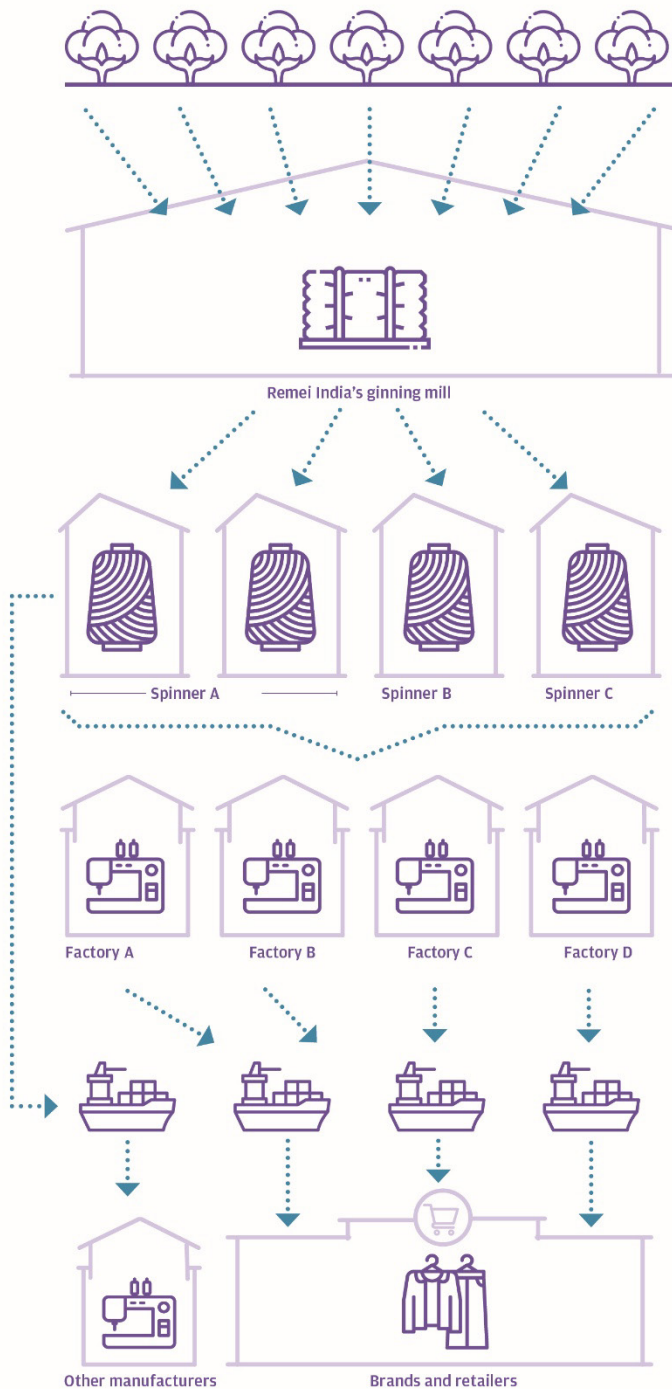 Remei India's ginning mill
Spinner A
Spinner B
Spinner C
Factory A
Factory B
Factory C
Factory D
Other manufacturers
Brands and retailers